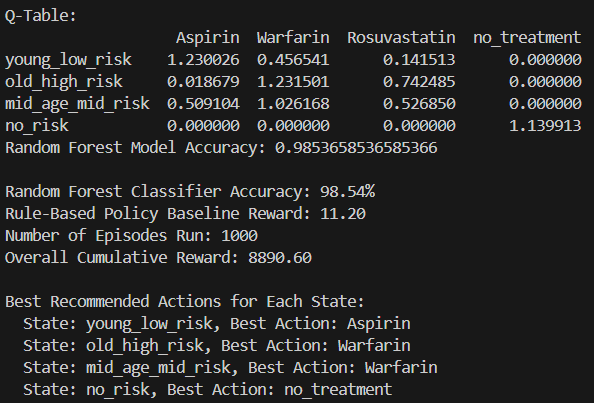 Q-Table:
Aspirin Warfarin Rosuvastatin no_treatment
young_low_risk 1.230026 0.456541 0.141513 0.000000
old_high_risk 0.018679 1.231501 0.742485 0.000000
mid_age_mid_risk 0.509104 1.026168 0.526850 0.000000
no_risk 0.000000 0.000000 0.000000 1.139913
Random Forest Model Accuracy: 0.9853658536585366
Random Forest Classifier Accuracy: 98.54%
Rule-Based Policy Baseline Reward: 11.20
Number of Episodes Run: 1000
Overall Cumulative Reward: 8890.60
Best Recommended Actions for Each State:
State: young_low_risk, Best Action: Aspirin
State: old_high_risk, Best Action: Warfarin
State: mid_age_mid_risk, Best Action: Warfarin
State: no_risk, Best Action: no_treatment